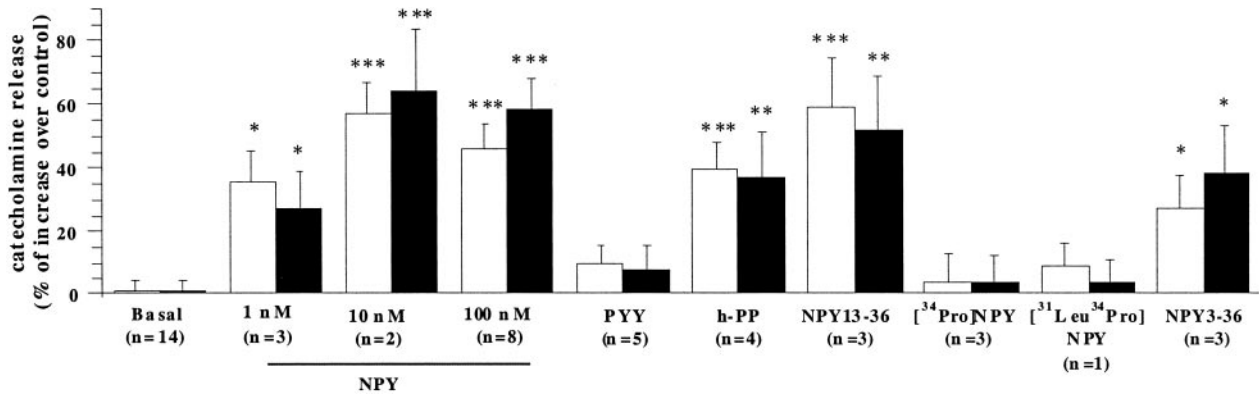 catecholamine release
(% of increase over control)
80
60
40
20
0
* * * *** *** *** *** *** ** *** ** * *
Basal
(n=14)
1 nM
(n=3)
10 nM
(n=2)
100 nM
(n=8)
NPY
PYY
(n=5)
h-PP
(n=4)
NPY13-36
(n=3)
[³⁴Pro]NPY
(n=3)
[³¹Leu³⁴Pro]
NPY
(n=1)
NPY3-36
(n=3)